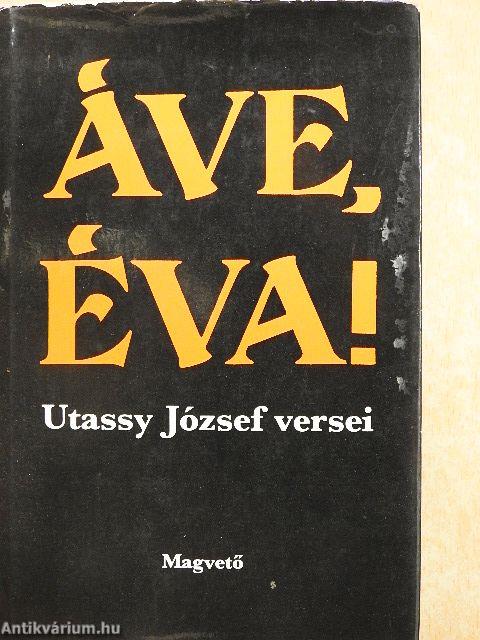 ÁVE,
ÉVA!
Utassy József versei
Magvető
Antikvárium.hu